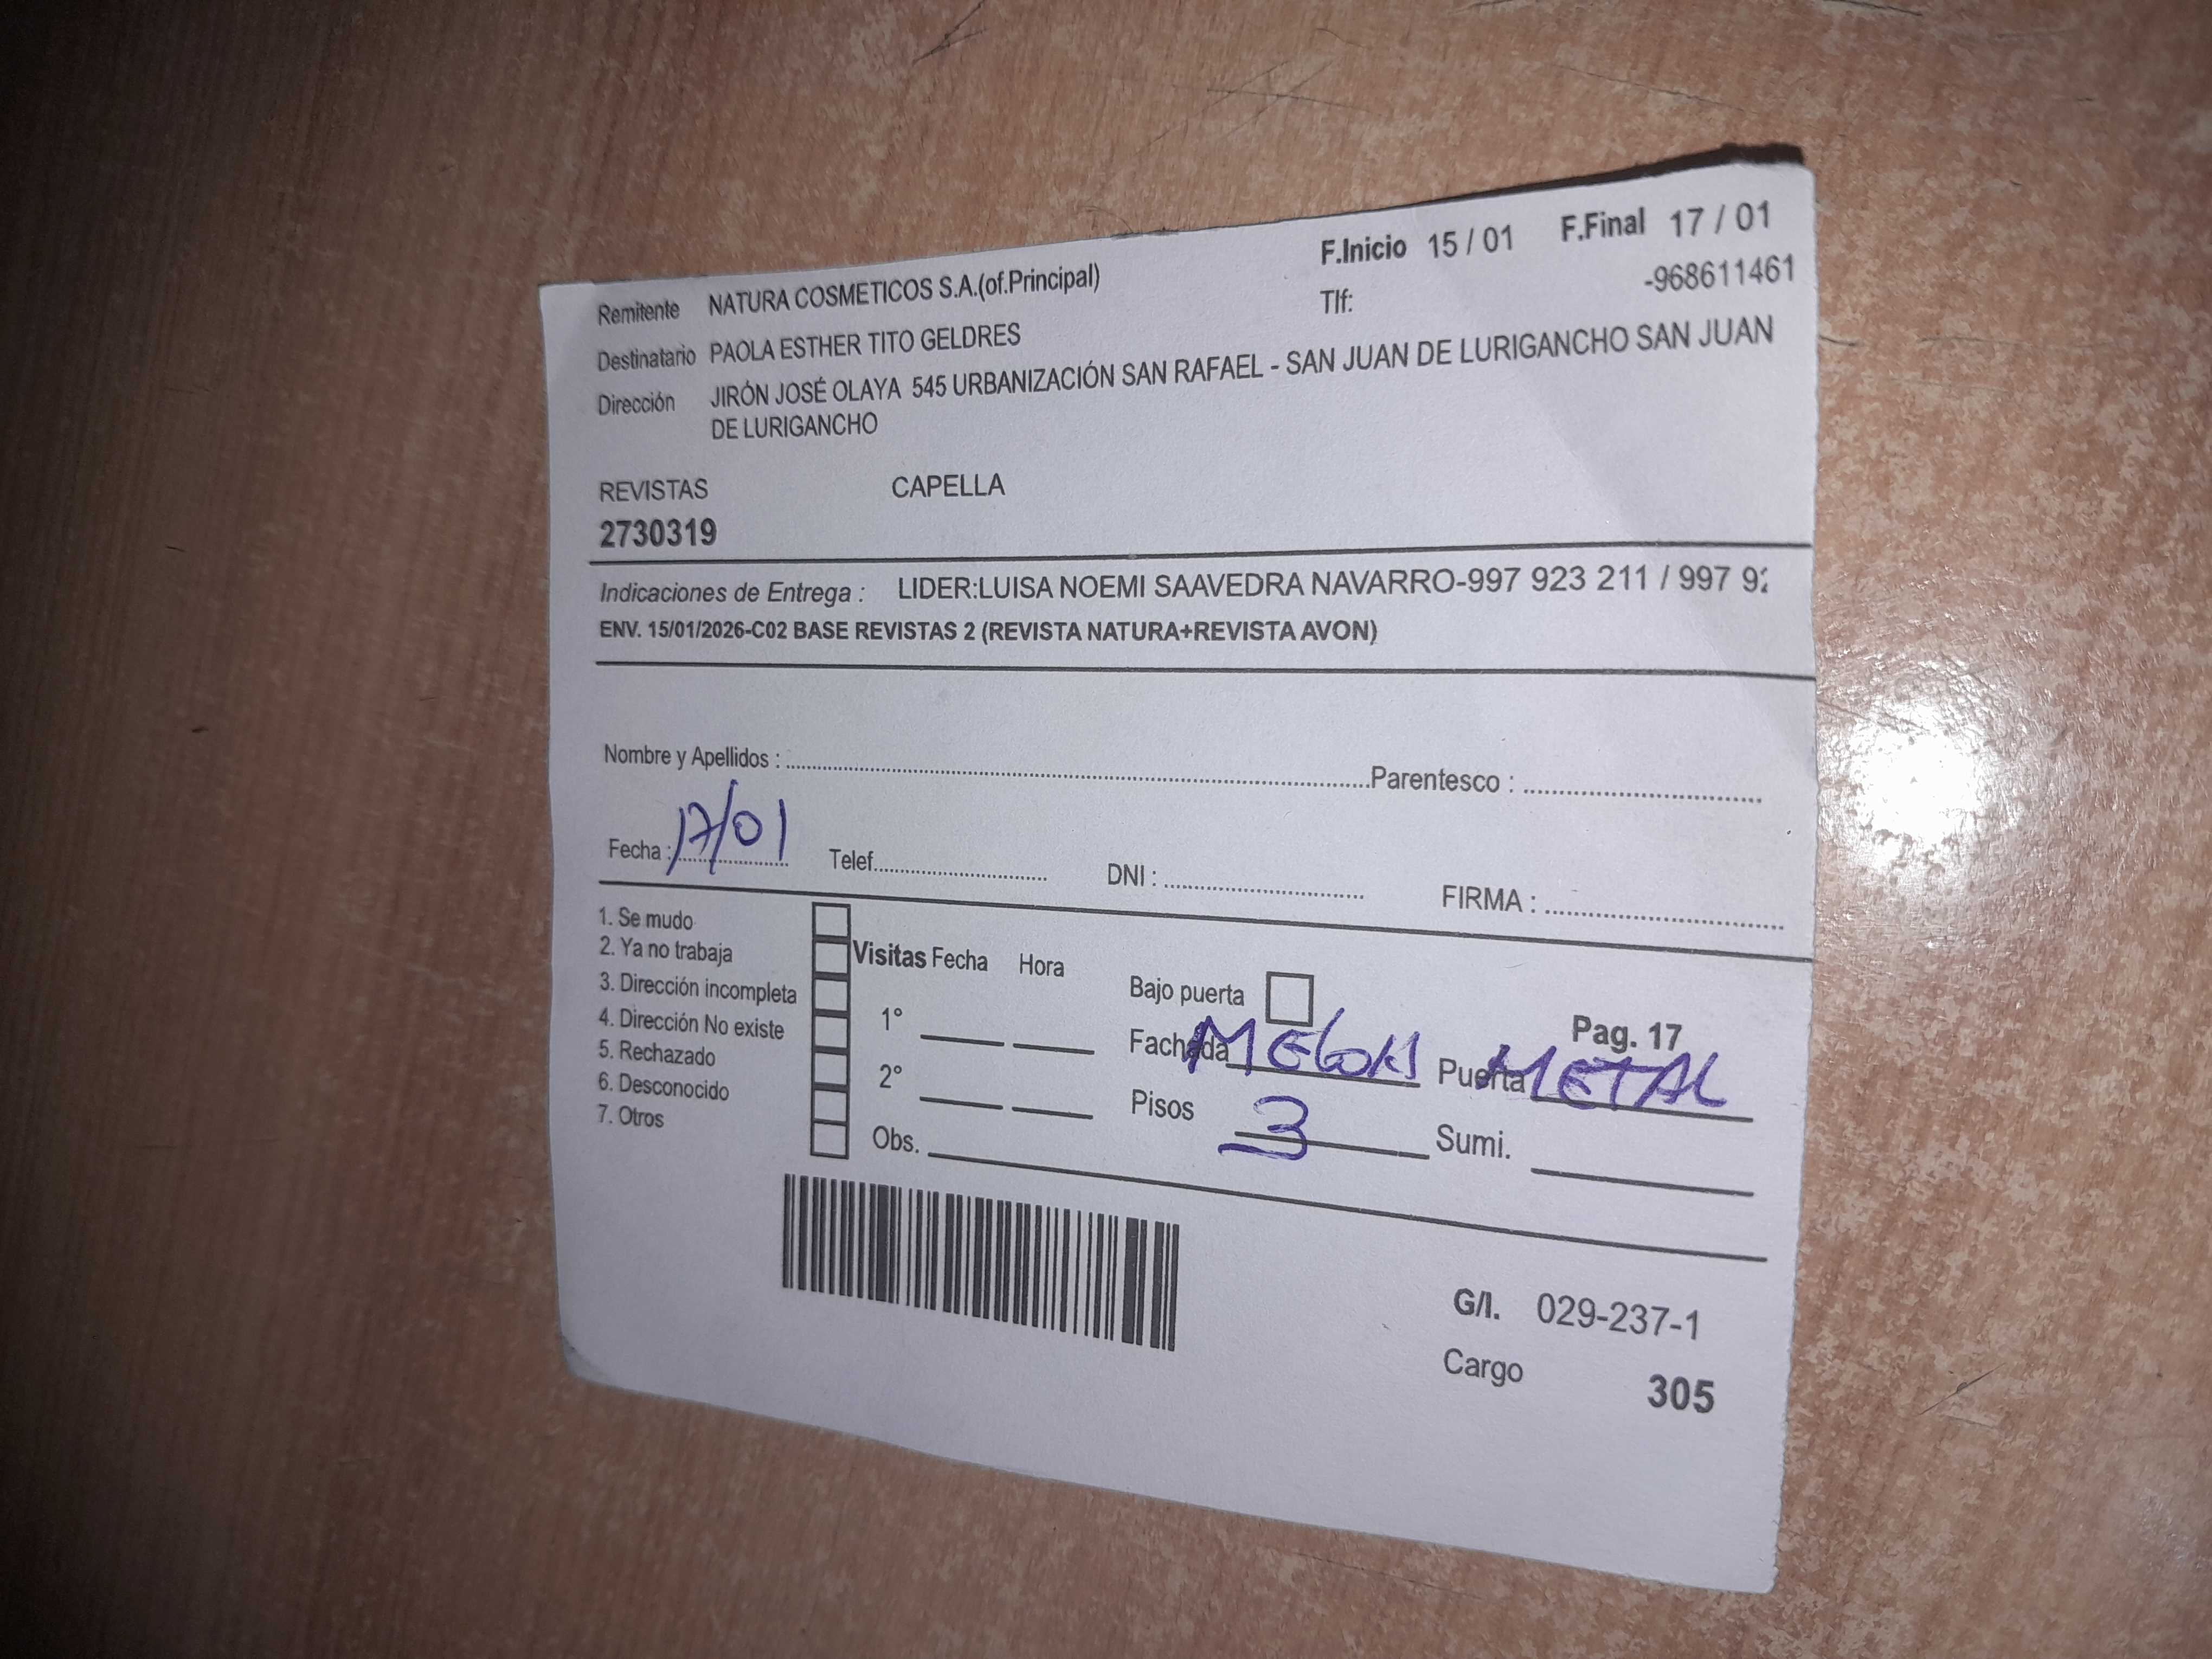 F.Inicio 15 / 01 F.Final 17 / 01
Remitente NATURA COSMETICOS S.A.(of.Principal) Tlf: -968611461
Destinatario PAOLA ESTHER TITO GELDRES
Dirección JIRÓN JOSÉ OLAYA 545 URBANIZACIÓN SAN RAFAEL - SAN JUAN DE LURIGANCHO SAN JUAN
DE LURIGANCHO
REVISTAS CAPELLA
2730319
Indicaciones de Entrega : LIDER:LUISA NOEMI SAAVEDRA NAVARRO-997 923 211 / 997 92
ENV. 15/01/2026-C02 BASE REVISTAS 2 (REVISTA NATURA+REVISTA AVON)
Nombre y Apellidos : Parentesco :
Fecha : 17/01 Telef. DNI : FIRMA :
1. Se mudo
2. Ya no trabaja Visitas Fecha Hora
3. Dirección incompleta Bajo puerta
4. Dirección No existe 1° Fachada MELON Pag. 17
5. Rechazado Puerta METAL
6. Desconocido 2° Pisos 3
7. Otros Obs. Sumi.
G/I. 029-237-1
Cargo 305